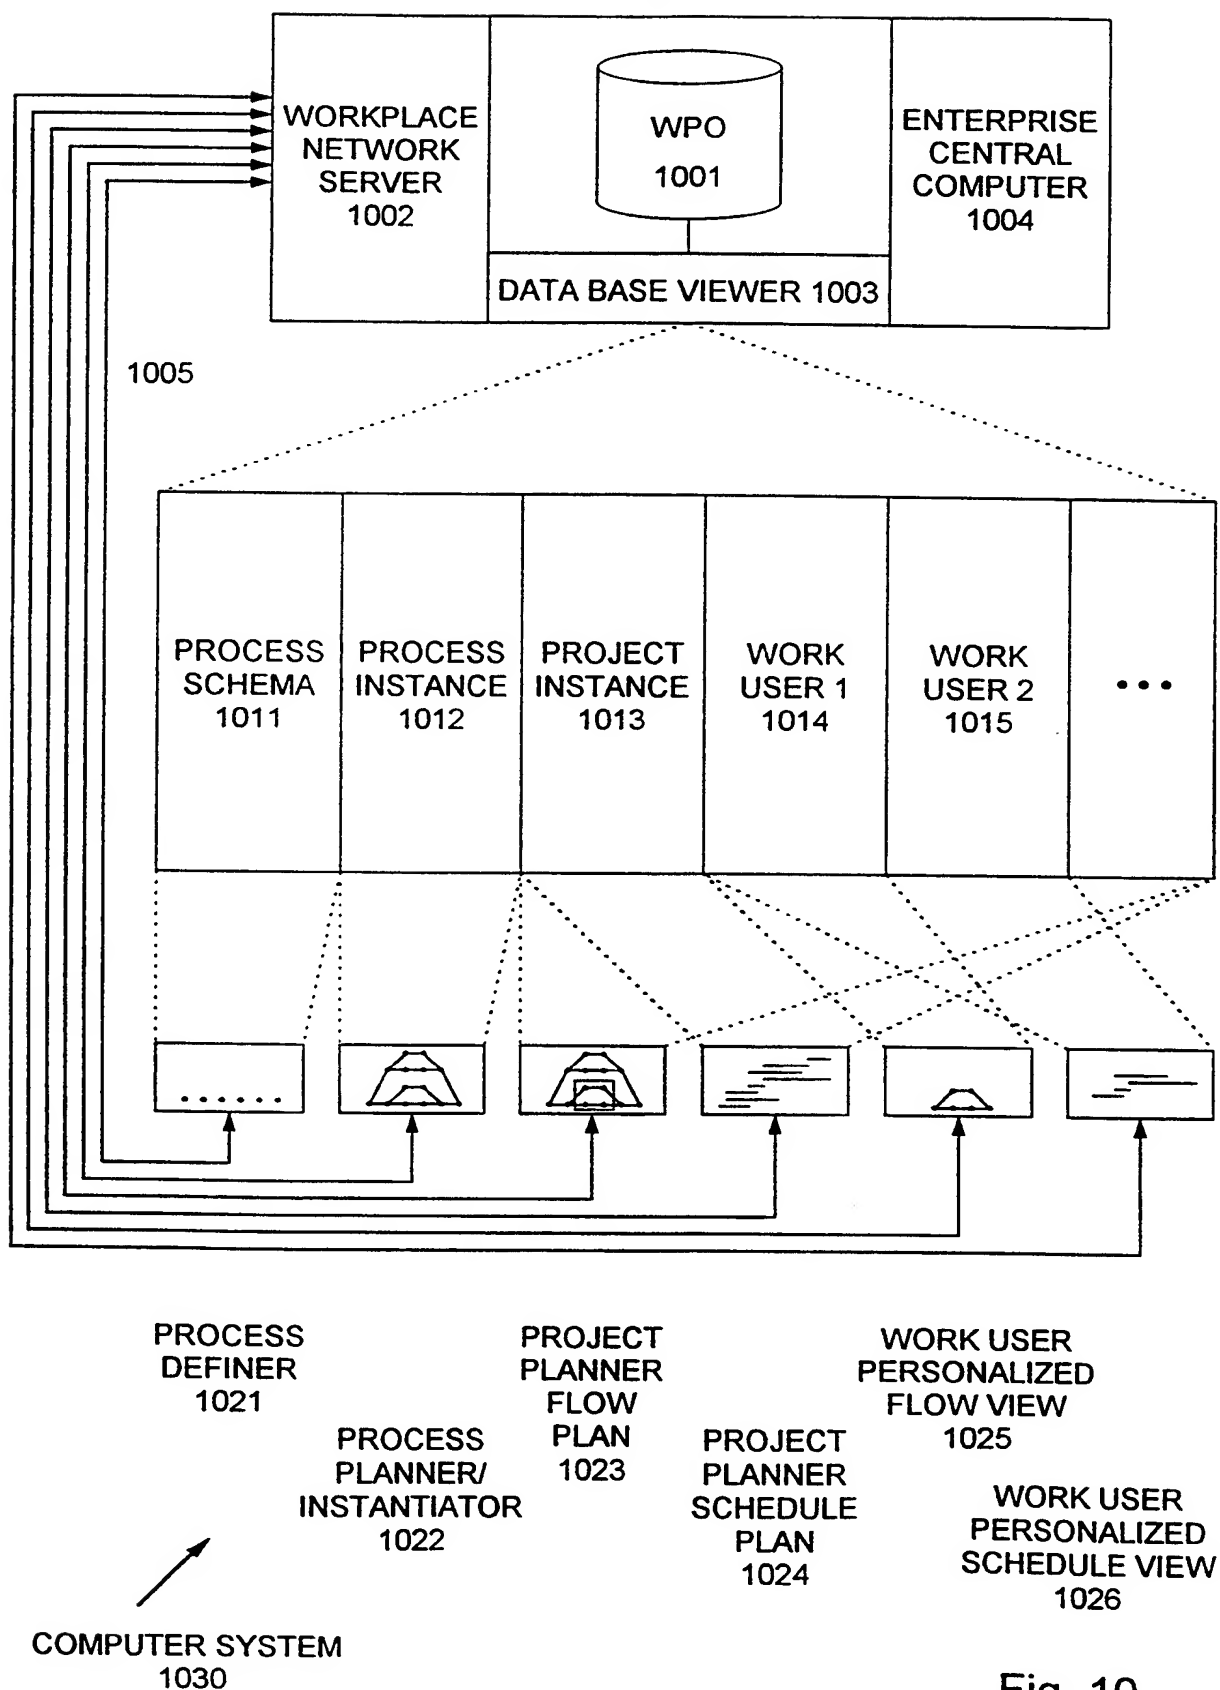 WORKPLACE
NETWORK
SERVER
1002
WPO
1001
ENTERPRISE
CENTRAL
COMPUTER
1004
DATA BASE VIEWER 1003
1005
PROCESS
SCHEMA
1011
PROCESS
INSTANCE
1012
PROJECT
INSTANCE
1013
WORK
USER 1
1014
WORK
USER 2
1015
PROCESS
DEFINER
1021
PROCESS
PLANNER/
INSTANTIATOR
1022
PROJECT
PLANNER
FLOW
PLAN
1023
PROJECT
PLANNER
SCHEDULE
PLAN
1024
WORK USER
PERSONALIZED
FLOW VIEW
1025
WORK USER
PERSONALIZED
SCHEDULE VIEW
1026
COMPUTER SYSTEM
1030
Fig. 10